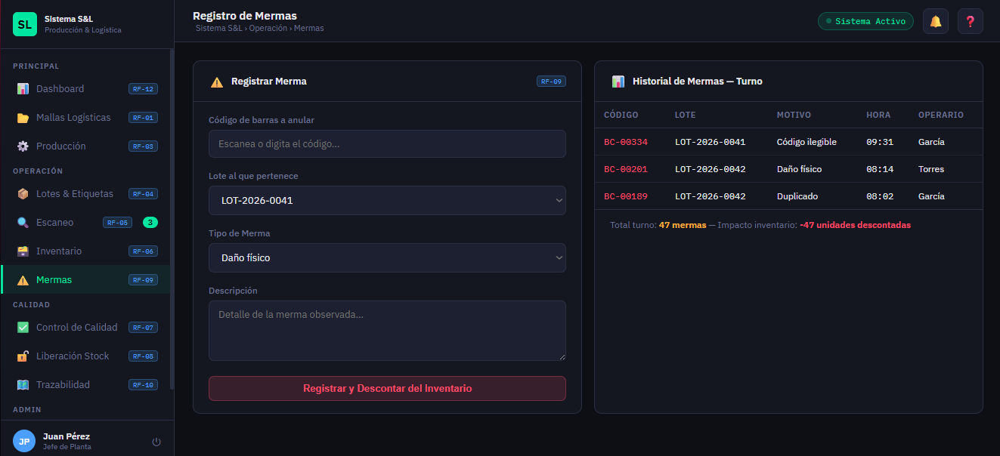 SL
Sistema S&L
Producción & Logística
PRINCIPAL
Dashboard RF-12
Mallas Logísticas RF-01
Producción RF-03
OPERACIÓN
Lotes & Etiquetas RF-04
Escaneo RF-05 3
Inventario RF-06
Mermas RF-09
CALIDAD
Control de Calidad RF-07
Liberación Stock RF-08
Trazabilidad RF-10
ADMIN
JP
Juan Pérez
Jefe de Planta
Registro de Mermas
Sistema S&L › Operación › Mermas
Sistema Activo
Registrar Merma RF-09
Código de barras a anular
Escanea o digita el código...
Lote al que pertenece
LOT-2026-0041
Tipo de Merma
Daño físico
Descripción
Detalle de la merma observada...
Registrar y Descontar del Inventario
Historial de Mermas — Turno
CÓDIGO LOTE MOTIVO HORA OPERARIO
BC-00334 LOT-2026-0041 Código ilegible 09:31 García
BC-00201 LOT-2026-0042 Daño físico 08:14 Torres
BC-00189 LOT-2026-0042 Duplicado 08:02 García
Total turno: 47 mermas — Impacto inventario: -47 unidades descontadas